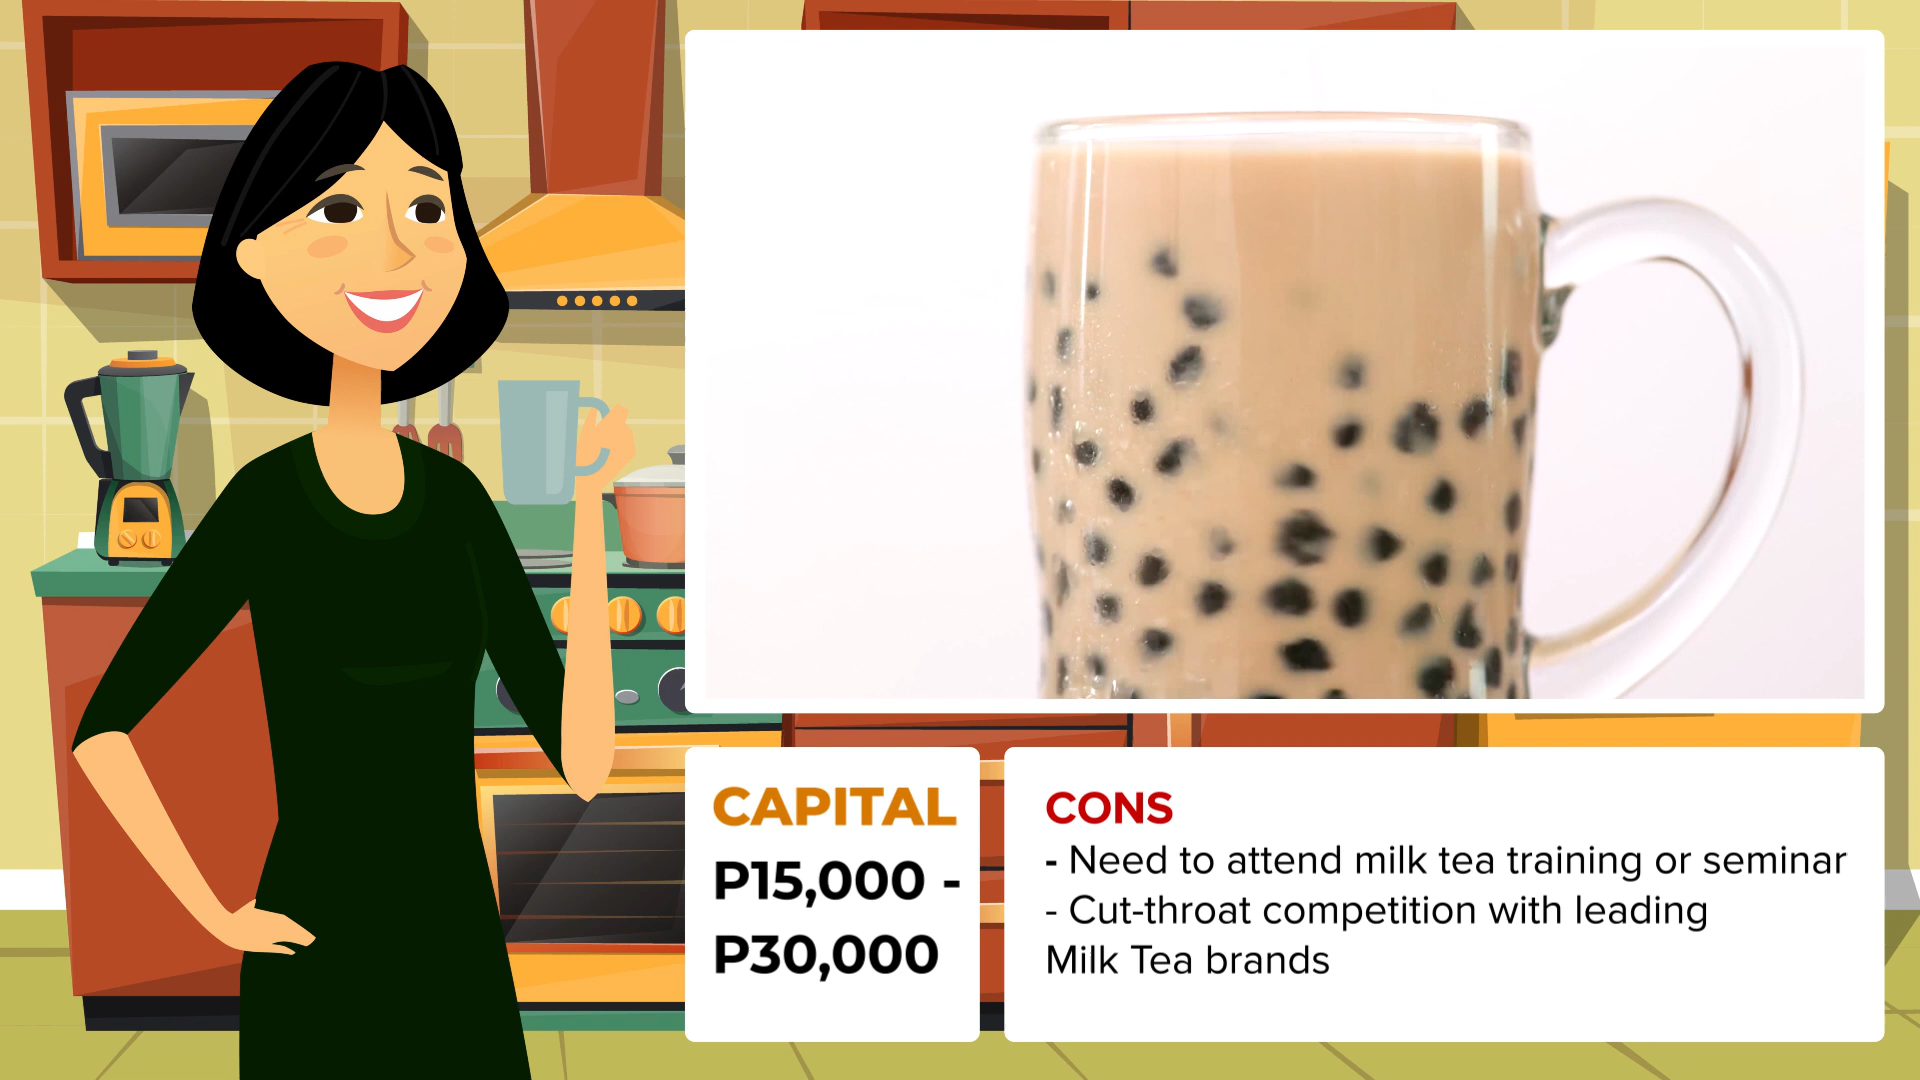 CAPITAL
P15,000 -
P30,000
CONS
- Need to attend milk tea training or seminar
- Cut-throat competition with leading
Milk Tea brands